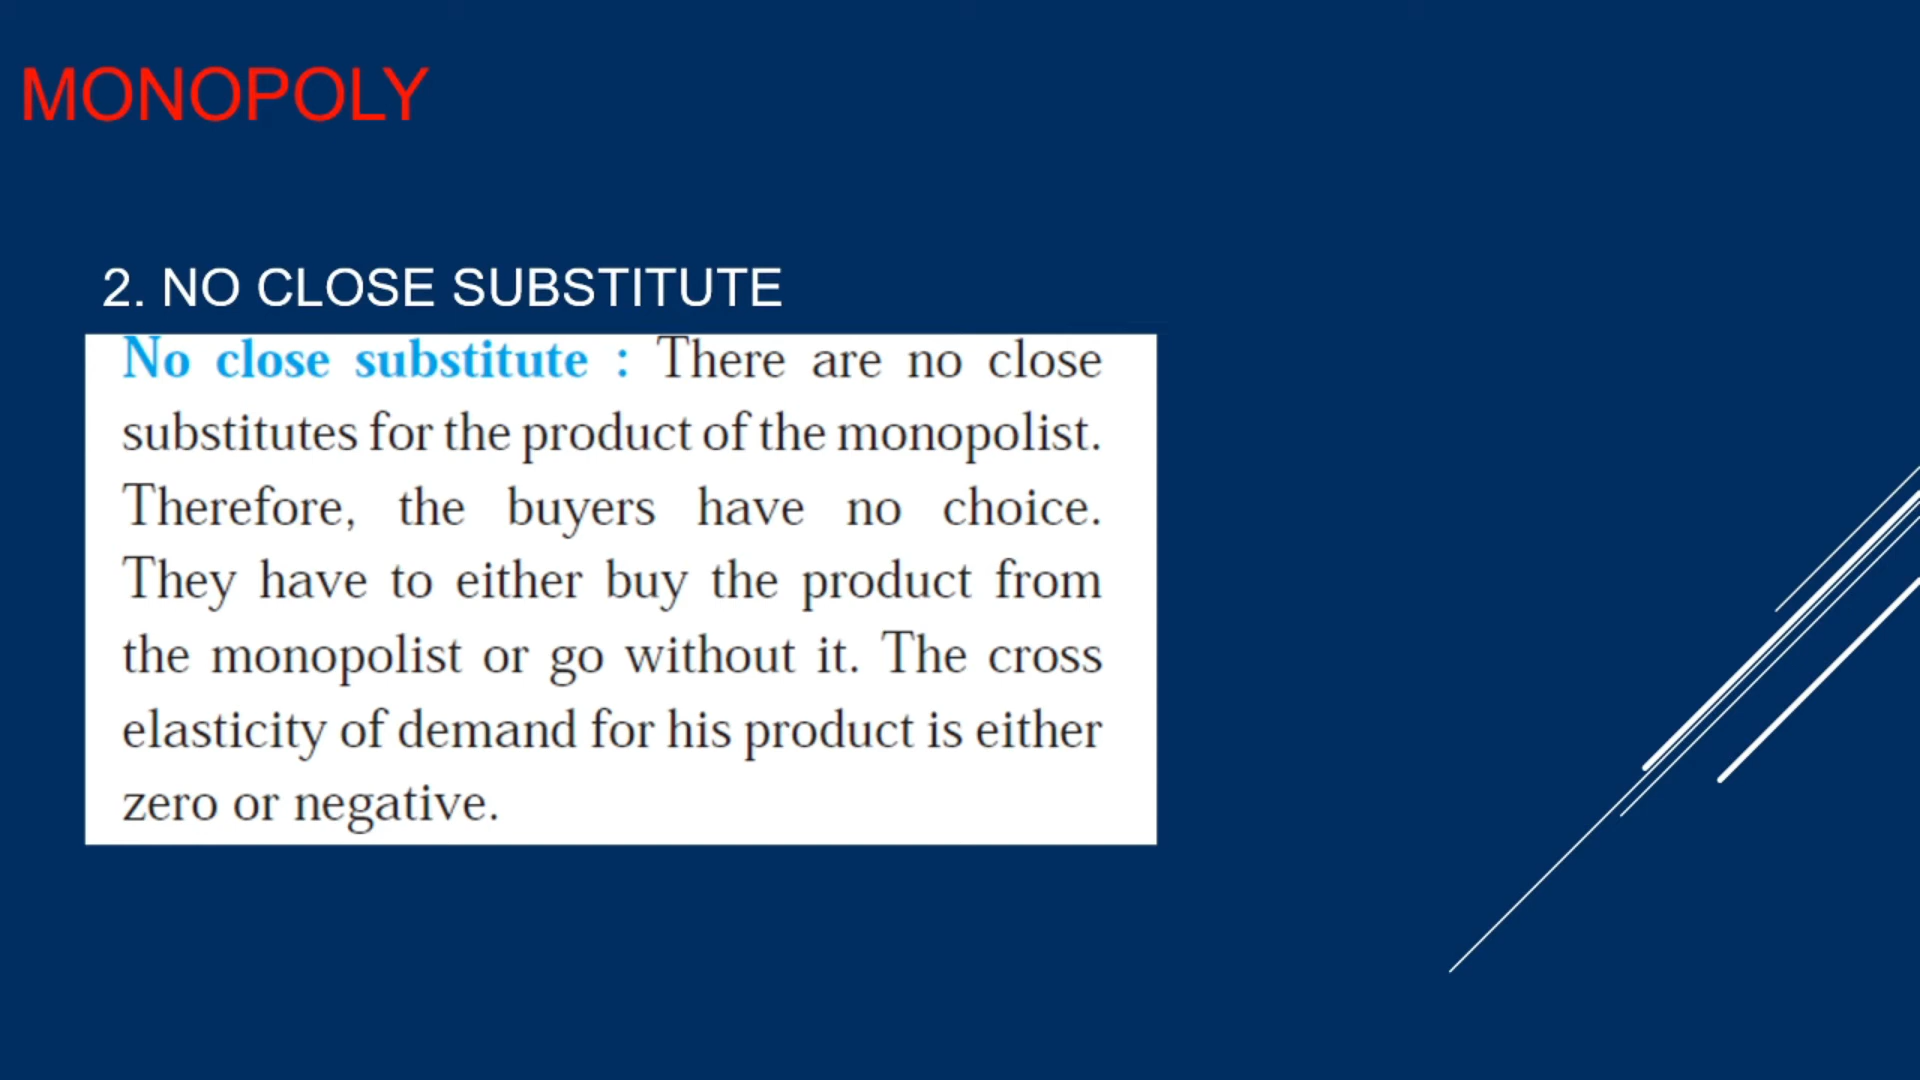 MONOPOLY
2. NO CLOSE SUBSTITUTE
No close substitute : There are no close
substitutes for the product of the monopolist.
Therefore, the buyers have no choice.
They have to either buy the product from
the monopolist or go without it. The cross
elasticity of demand for his product is either
zero or negative.